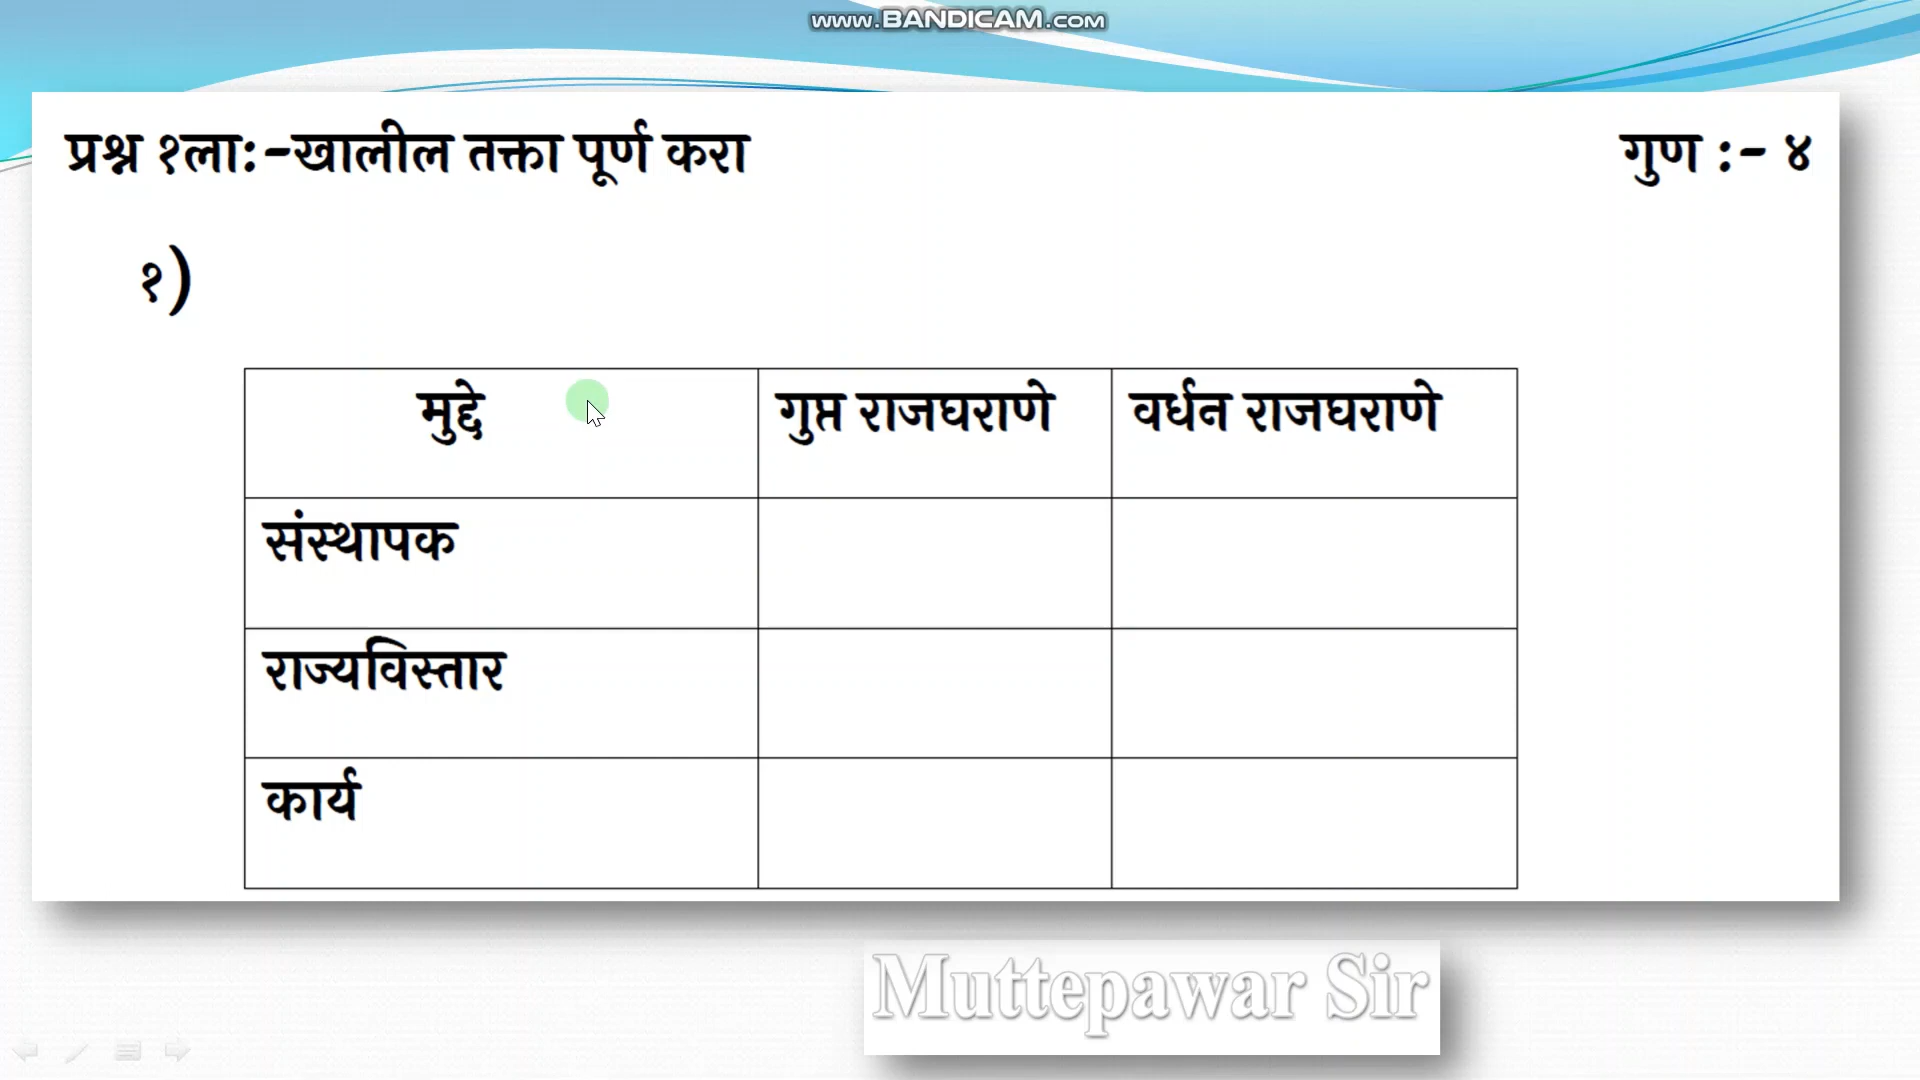 www.BANDICAM.com
प्रश्न १ला:-खालील तक्ता पूर्ण करा गुण :- ४
१)
मुद्दे गुप्त राजघराणे वर्धन राजघराणे
संस्थापक
राज्यविस्तार
कार्य
Muttepawar Sir